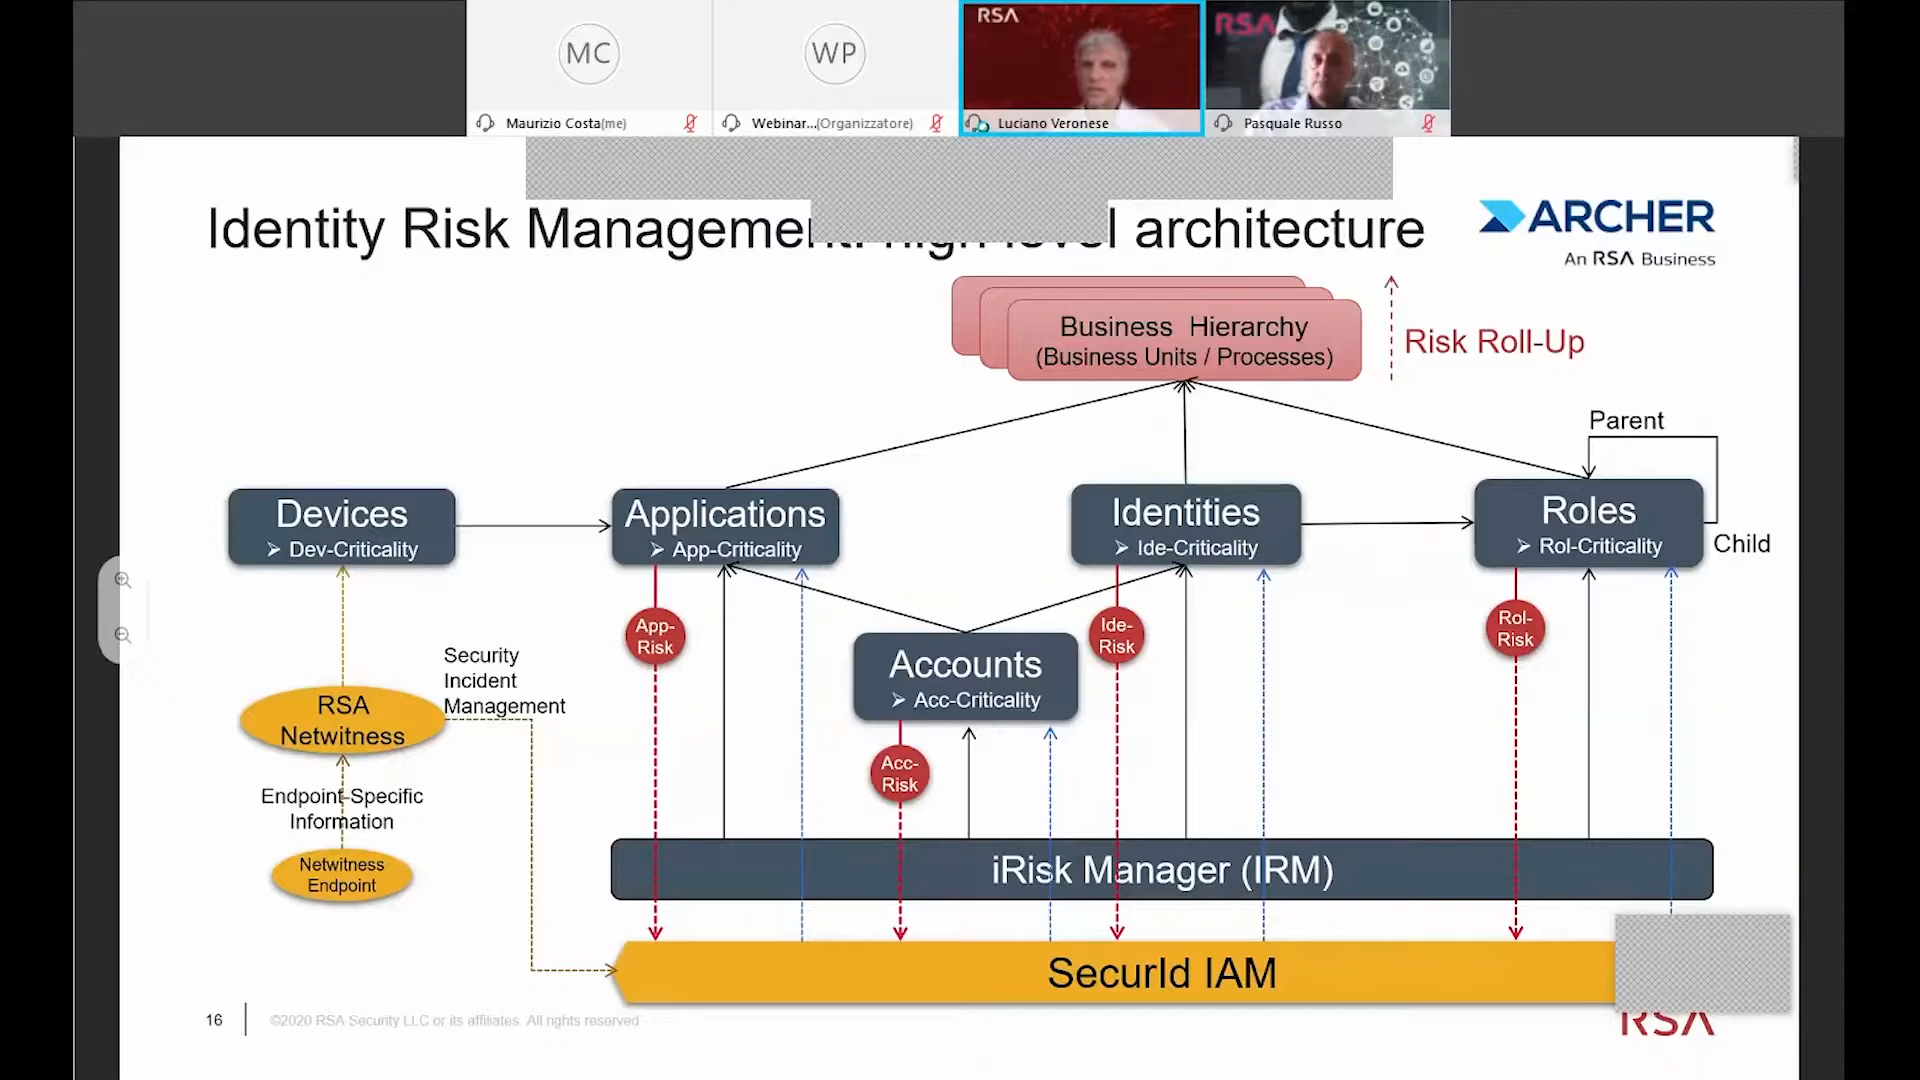 RSA
RSA
MC
WP
Maurizio Costa(me)
Webinar...(Organizzatore)
Luciano Veronese
Pasquale Russo
Identity Risk Management: high level architecture
ARCHER
An RSA Business
Business Hierarchy
(Business Units / Processes)
Risk Roll-Up
Parent
Devices
➢ Dev-Criticality
Applications
➢ App-Criticality
Identities
➢ Ide-Criticality
Roles
➢ Rol-Criticality
Child
App-
Risk
Ide-
Risk
Rol-
Risk
Security
Incident
Management
Accounts
➢ Acc-Criticality
RSA
Netwitness
Acc-
Risk
Endpoint-Specific
Information
Netwitness
Endpoint
iRisk Manager (IRM)
SecurId IAM
16
©2020 RSA Security LLC or its affiliates. All rights reserved
RSA